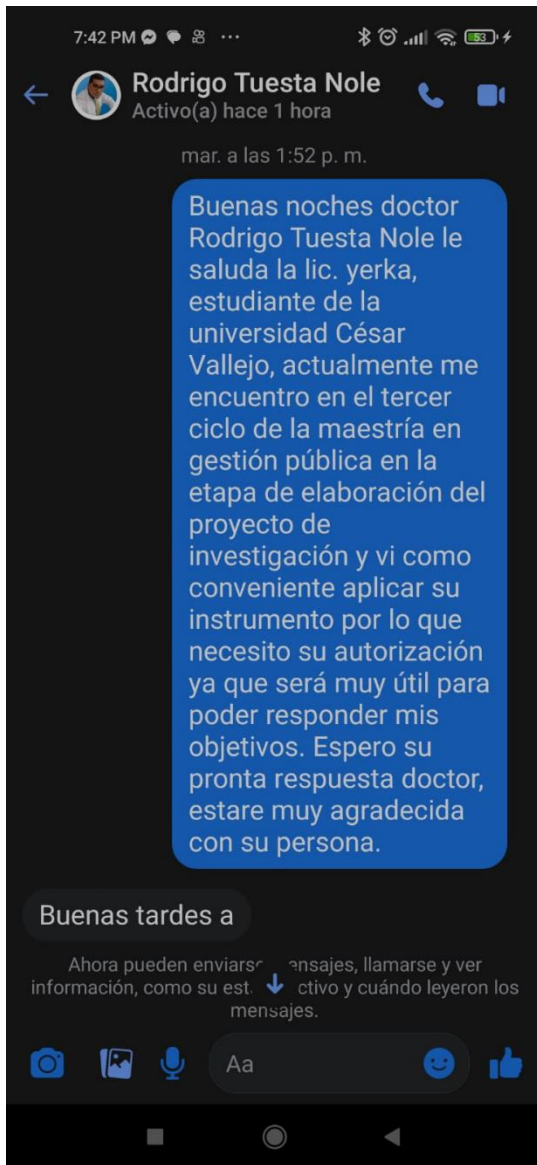 7:42 PM
53
Rodrigo Tuesta Nole
Activo(a) hace 1 hora
mar. a las 1:52 p. m.
Buenas noches doctor
Rodrigo Tuesta Nole le
saluda la lic. yerka,
estudiante de la
universidad César
Vallejo, actualmente me
encuentro en el tercer
ciclo de la maestría en
gestión pública en la
etapa de elaboración del
proyecto de
investigación y vi como
conveniente aplicar su
instrumento por lo que
necesito su autorización
ya que será muy útil para
poder responder mis
objetivos. Espero su
pronta respuesta doctor,
estare muy agradecida
con su persona.
Buenas tardes a
Ahora pueden enviarse mensajes, llamarse y ver
información, como su est ctivo y cuándo leyeron los
mensajes.
Aa